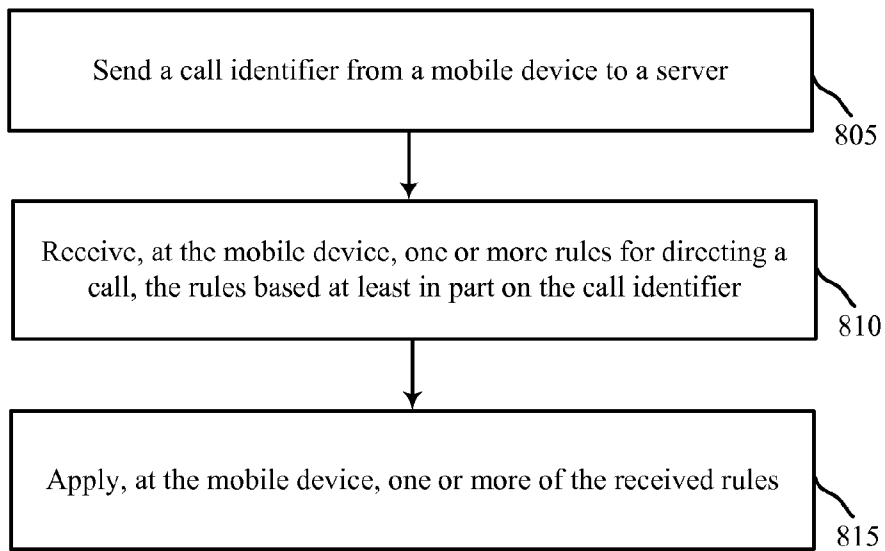 Send a call identifier from a mobile device to a server
805
Receive, at the mobile device, one or more rules for directing a
call, the rules based at least in part on the call identifier
810
Apply, at the mobile device, one or more of the received rules
815